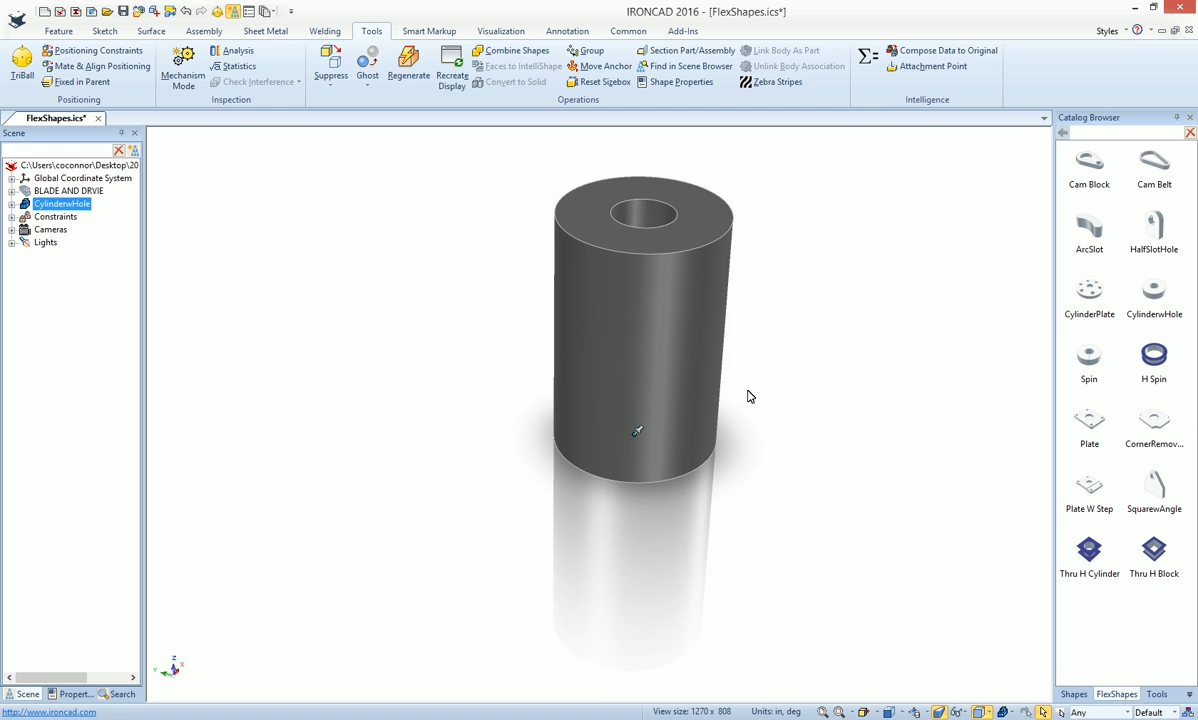 IRONCAD 2016 - [FlexShapes.ics*]
Feature Sketch Surface Assembly Sheet Metal Welding Tools Smart Markup Visualization Annotation Common Add-Ins Styles
TriBall
Positioning Constraints
Mate & Align Positioning
Fixed in Parent
Positioning
Mechanism Mode
Analysis
Statistics
Check Interference
Inspection
Suppress
Ghost
Regenerate
Recreate Display
Combine Shapes
Faces to IntelliShape
Convert to Solid
Group
Move Anchor
Reset Sizebox
Section Part/Assembly
Find in Scene Browser
Shape Properties
Link Body As Part
Unlink Body Association
Zebra Stripes
Operations
Compose Data to Original
Attachment Point
Intelligence
FlexShapes.ics*
Scene
C:\Users\coconnor\Desktop\20
Global Coordinate System
BLADE AND DRVIE
CylinderwHole
Constraints
Cameras
Lights
Z
X
Y
Catalog Browser
Cam Block Cam Belt
ArcSlot HalfSlotHole
CylinderPlate CylinderwHole
Spin H Spin
Plate CornerRemov...
Plate W Step SquarewAngle
Thru H Cylinder Thru H Block
Scene Propert... Search
Shapes FlexShapes Tools
http://www.ironcad.com
View size: 1270 x 808 Units: in, deg Any Default